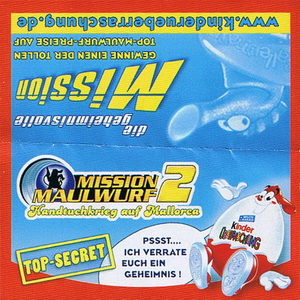 www.kinderueberraschung.de
GEWINNE EINEN DER TOLLEN
TOP-MAULWURF-PREISE AUF
die
geheimnisvolle
Mission
MISSION
MAULWURF 2
Handtuchkrieg auf Mallorca
TOP-SECRET
PSSST....
ICH VERRATE
EUCH EIN
GEHEIMNIS !
kinder
ÜBERRASCHUNG